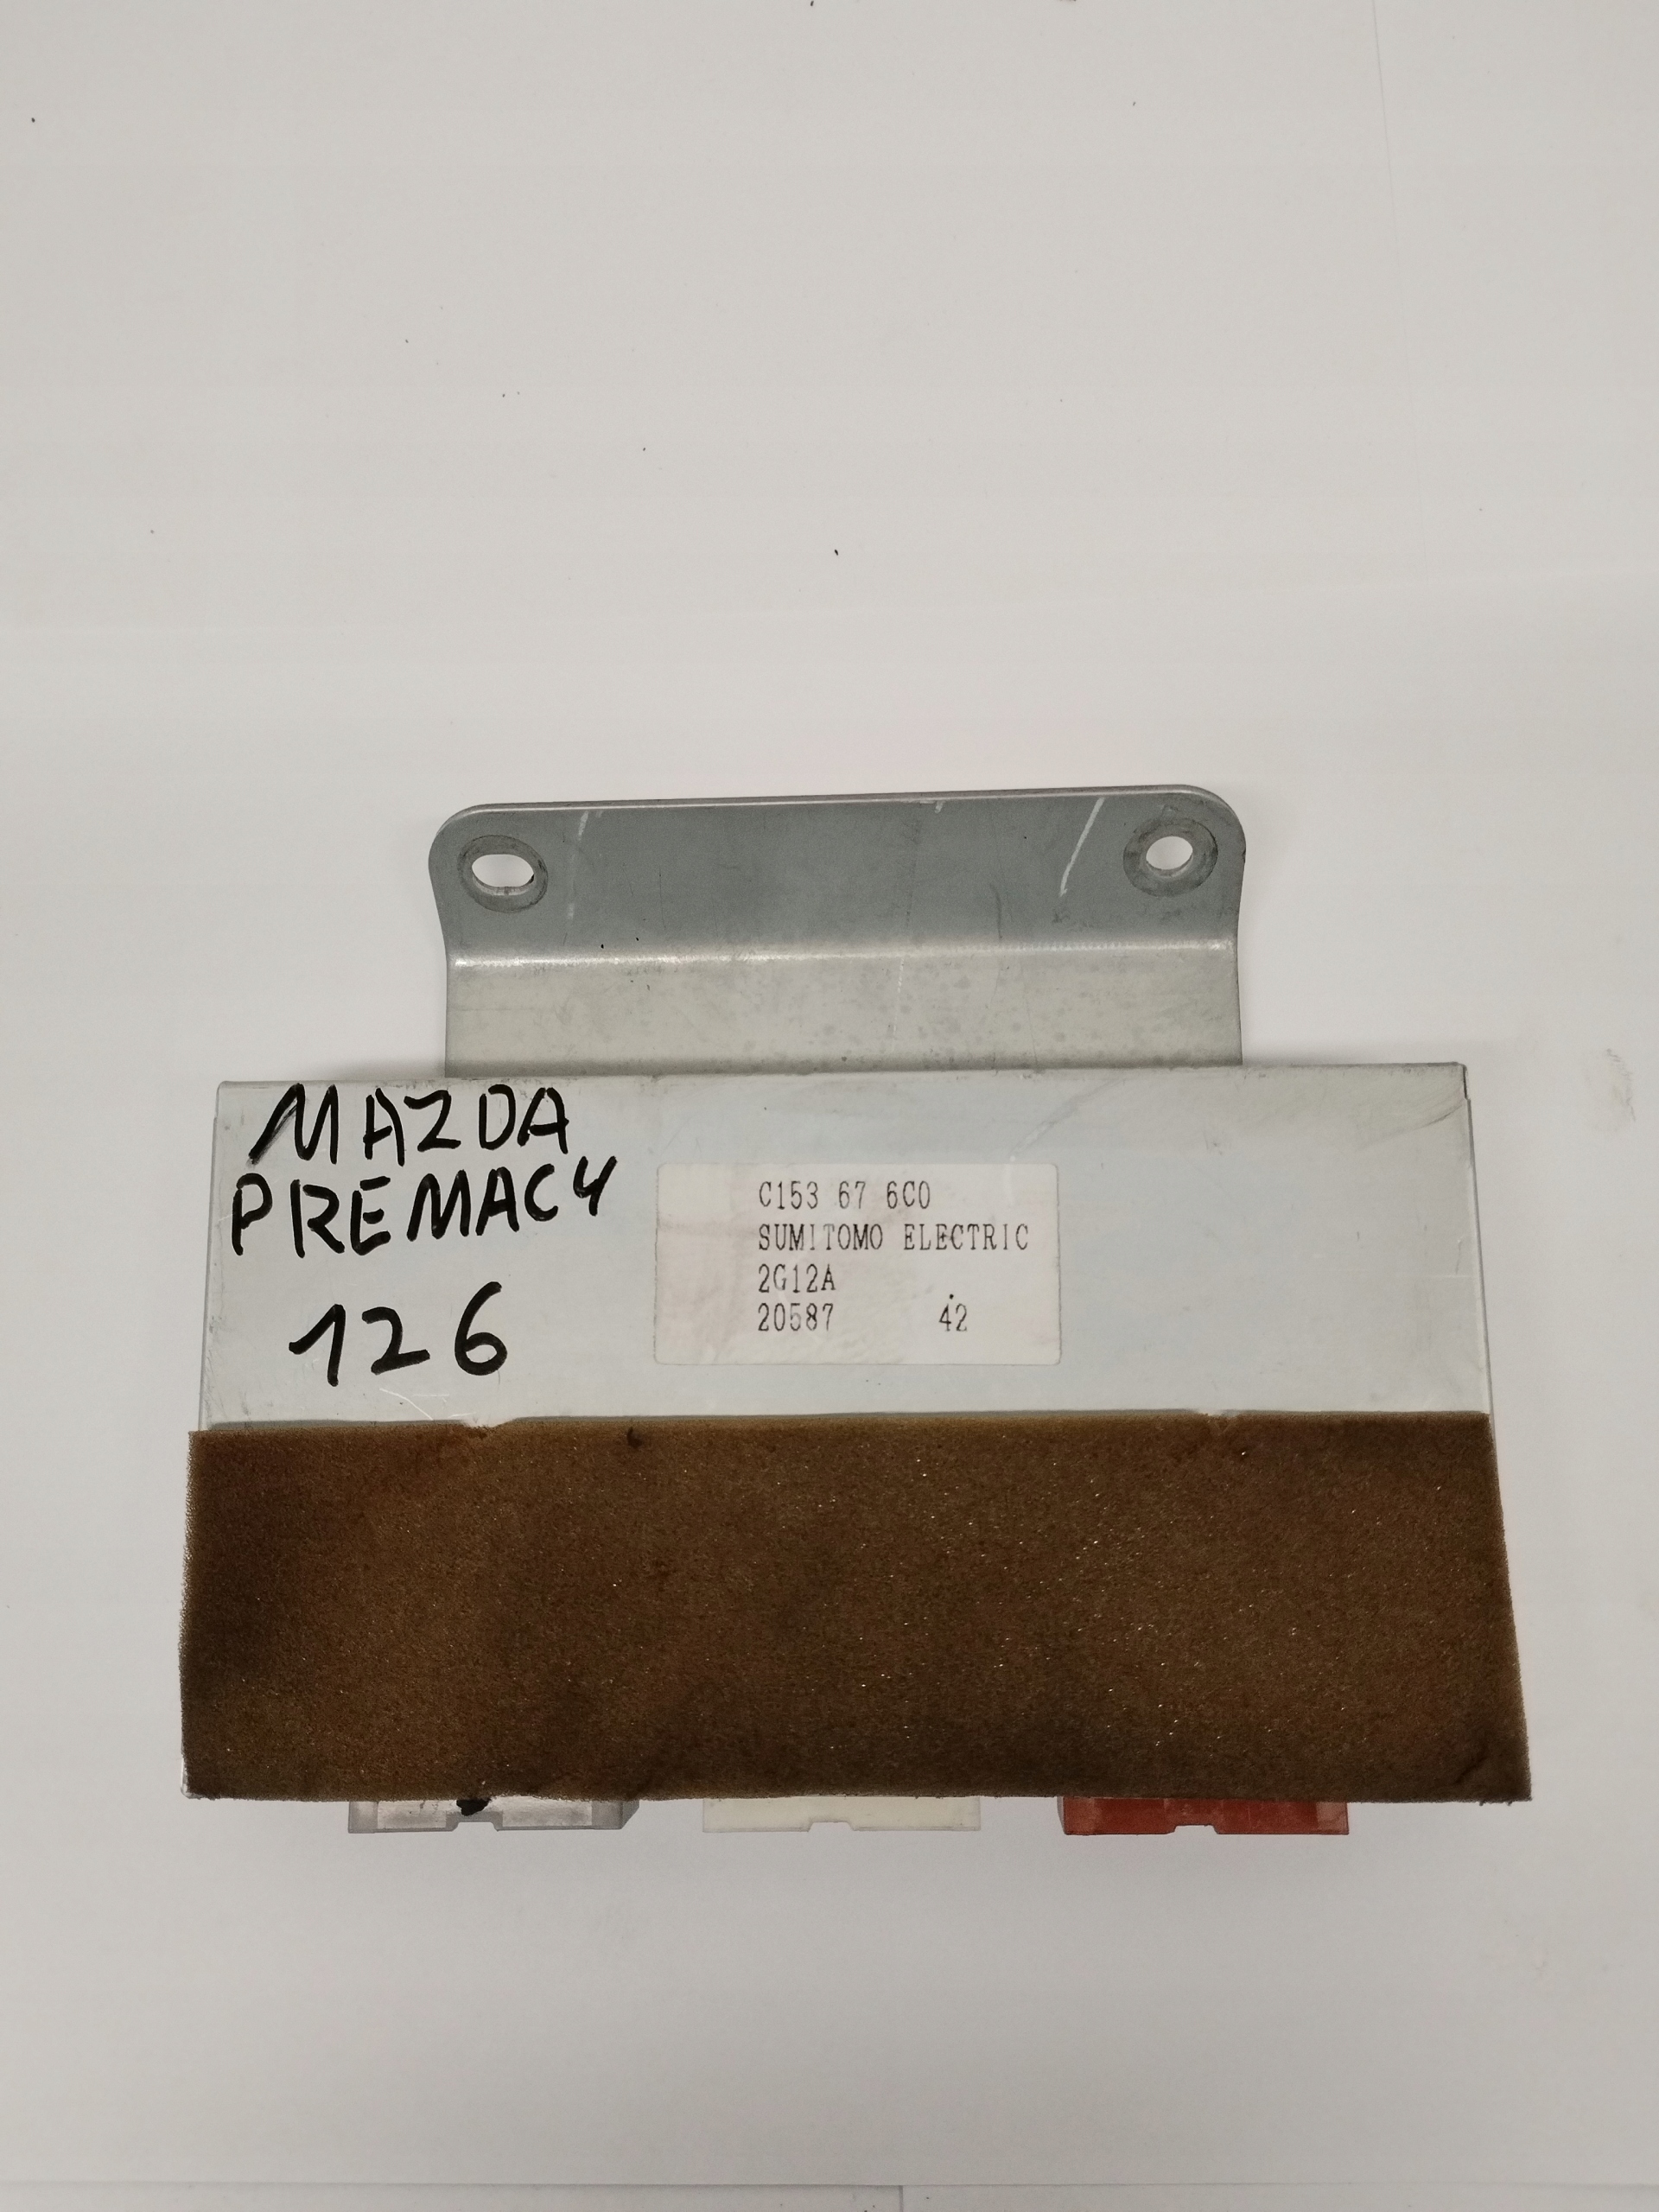 MAZDA
PREMACY
126
C153 67 6C0
SUMITOMO ELECTRIC
2G12A
20587 42